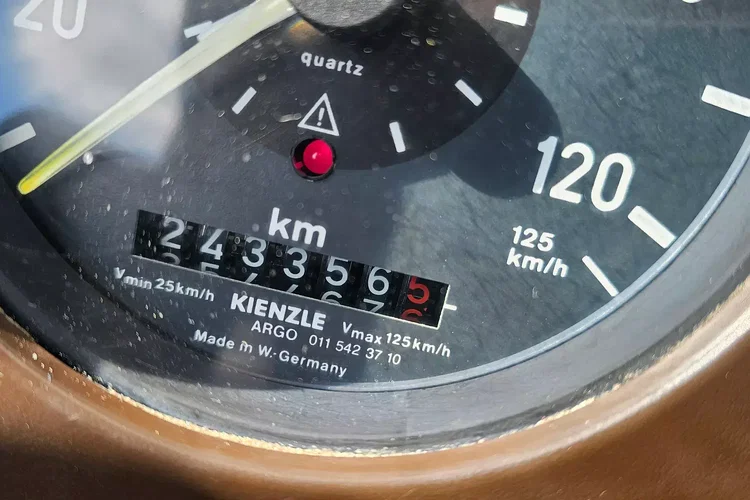 20
quartz
120
125
km/h
km
2433565
Vmin 25km/h
KIENZLE
ARGO 011 542 37 10
Vmax 125km/h
Made in W.-Germany